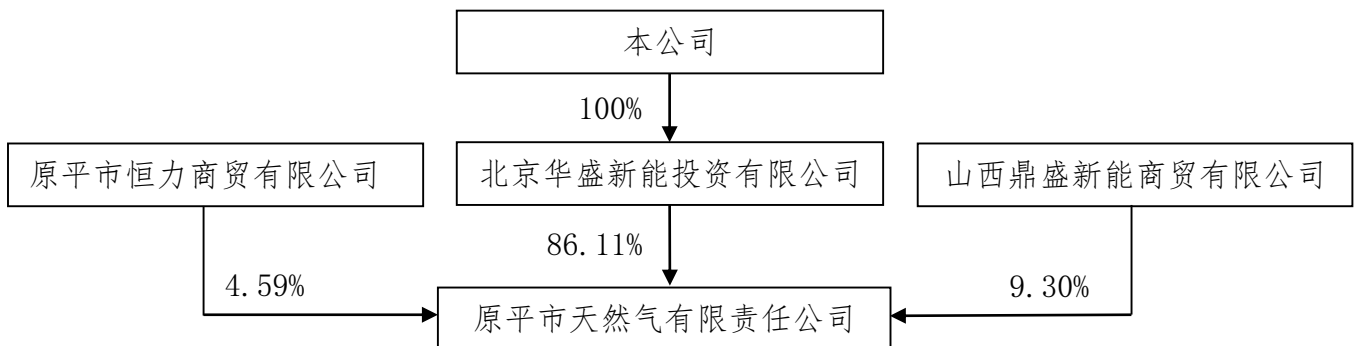 本公司
100%
原平市恒力商贸有限公司
北京华盛新能投资有限公司
山西鼎盛新能商贸有限公司
86.11%
4.59%
9.30%
原平市天然气有限责任公司